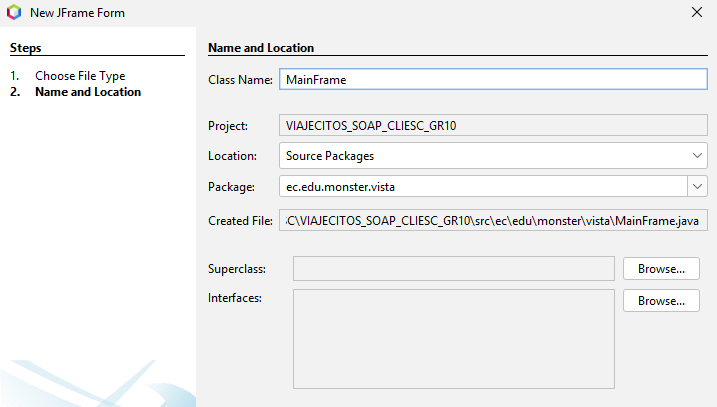 New JFrame Form
Steps
1. Choose File Type
2. Name and Location
Name and Location
Class Name: MainFrame
Project: VIAJECITOS_SOAP_CLIESC_GR10
Location: Source Packages
Package: ec.edu.monster.vista
Created File: C\VIAJECITOS_SOAP_CLIESC_GR10\src\ec\edu\monster\vista\MainFrame.java
Superclass: Browse...
Interfaces: Browse...